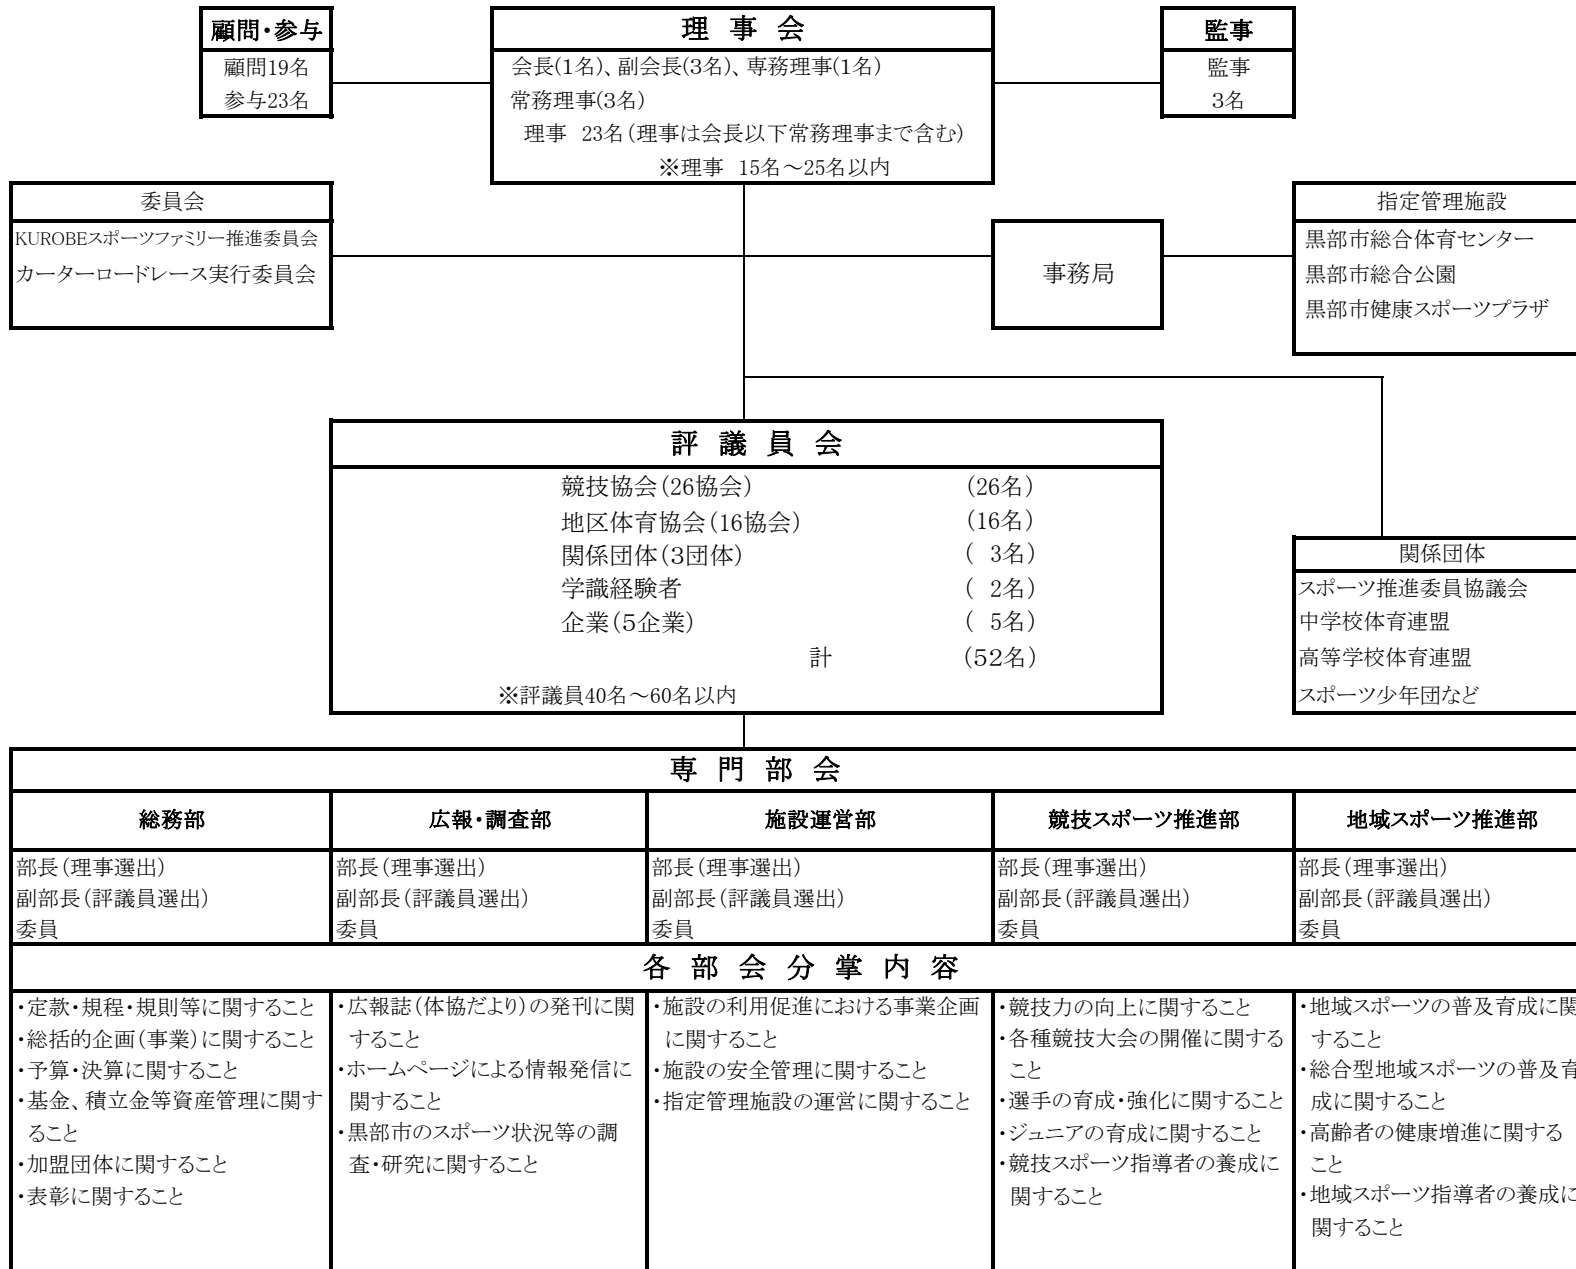 顧問・参与
顧問19名
参与23名
理 事 会
会長(1名)、副会長(3名)、専務理事(1名)
常務理事(3名)
理事 23名(理事は会長以下常務理事まで含む)
※理事 15名～25名以内
監事
監事
3名
委員会
KUROBEスポーツファミリー推進委員会
カーターロードレース実行委員会
事務局
指定管理施設
黒部市総合体育センター
黒部市総合公園
黒部市健康スポーツプラザ
評 議 員 会
競技協会(26協会) (26名)
地区体育協会(16協会) (16名)
関係団体(3団体) ( 3名)
学識経験者 ( 2名)
企業(5企業) ( 5名)
計 (52名)
※評議員40名～60名以内
関係団体
スポーツ推進委員協議会
中学校体育連盟
高等学校体育連盟
スポーツ少年団など
専 門 部 会
総務部
部長(理事選出)
副部長(評議員選出)
委員
広報・調査部
部長(理事選出)
副部長(評議員選出)
委員
施設運営部
部長(理事選出)
副部長(評議員選出)
委員
競技スポーツ推進部
部長(理事選出)
副部長(評議員選出)
委員
地域スポーツ推進部
部長(理事選出)
副部長(評議員選出)
委員
各 部 会 分 掌 内 容
・定款・規程・規則等に関すること
・総括的企画(事業)に関すること
・予算・決算に関すること
・基金、積立金等資産管理に関す
ること
・加盟団体に関すること
・表彰に関すること
・広報誌(体協だより)の発刊に関
すること
・ホームページによる情報発信に
関すること
・黒部市のスポーツ状況等の調
査・研究に関すること
・施設の利用促進における事業企画
に関すること
・施設の安全管理に関すること
・指定管理施設の運営に関すること
・競技力の向上に関すること
・各種競技大会の開催に関する
こと
・選手の育成・強化に関すること
・ジュニアの育成に関すること
・競技スポーツ指導者の養成に
関すること
・地域スポーツの普及育成に関
すること
・総合型地域スポーツの普及育
成に関すること
・高齢者の健康増進に関する
こと
・地域スポーツ指導者の養成に
関すること